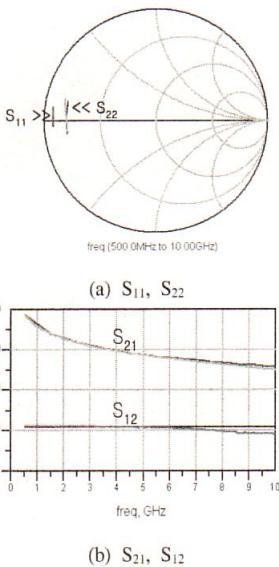 S₁₁ >> << S₂₂
freq (500.0MHz to 10.00GHz)
(a) S₁₁, S₂₂
S₂₁
S₁₂
0 1 2 3 4 5 6 7 8 9 10
freq, GHz
(b) S₂₁, S₁₂